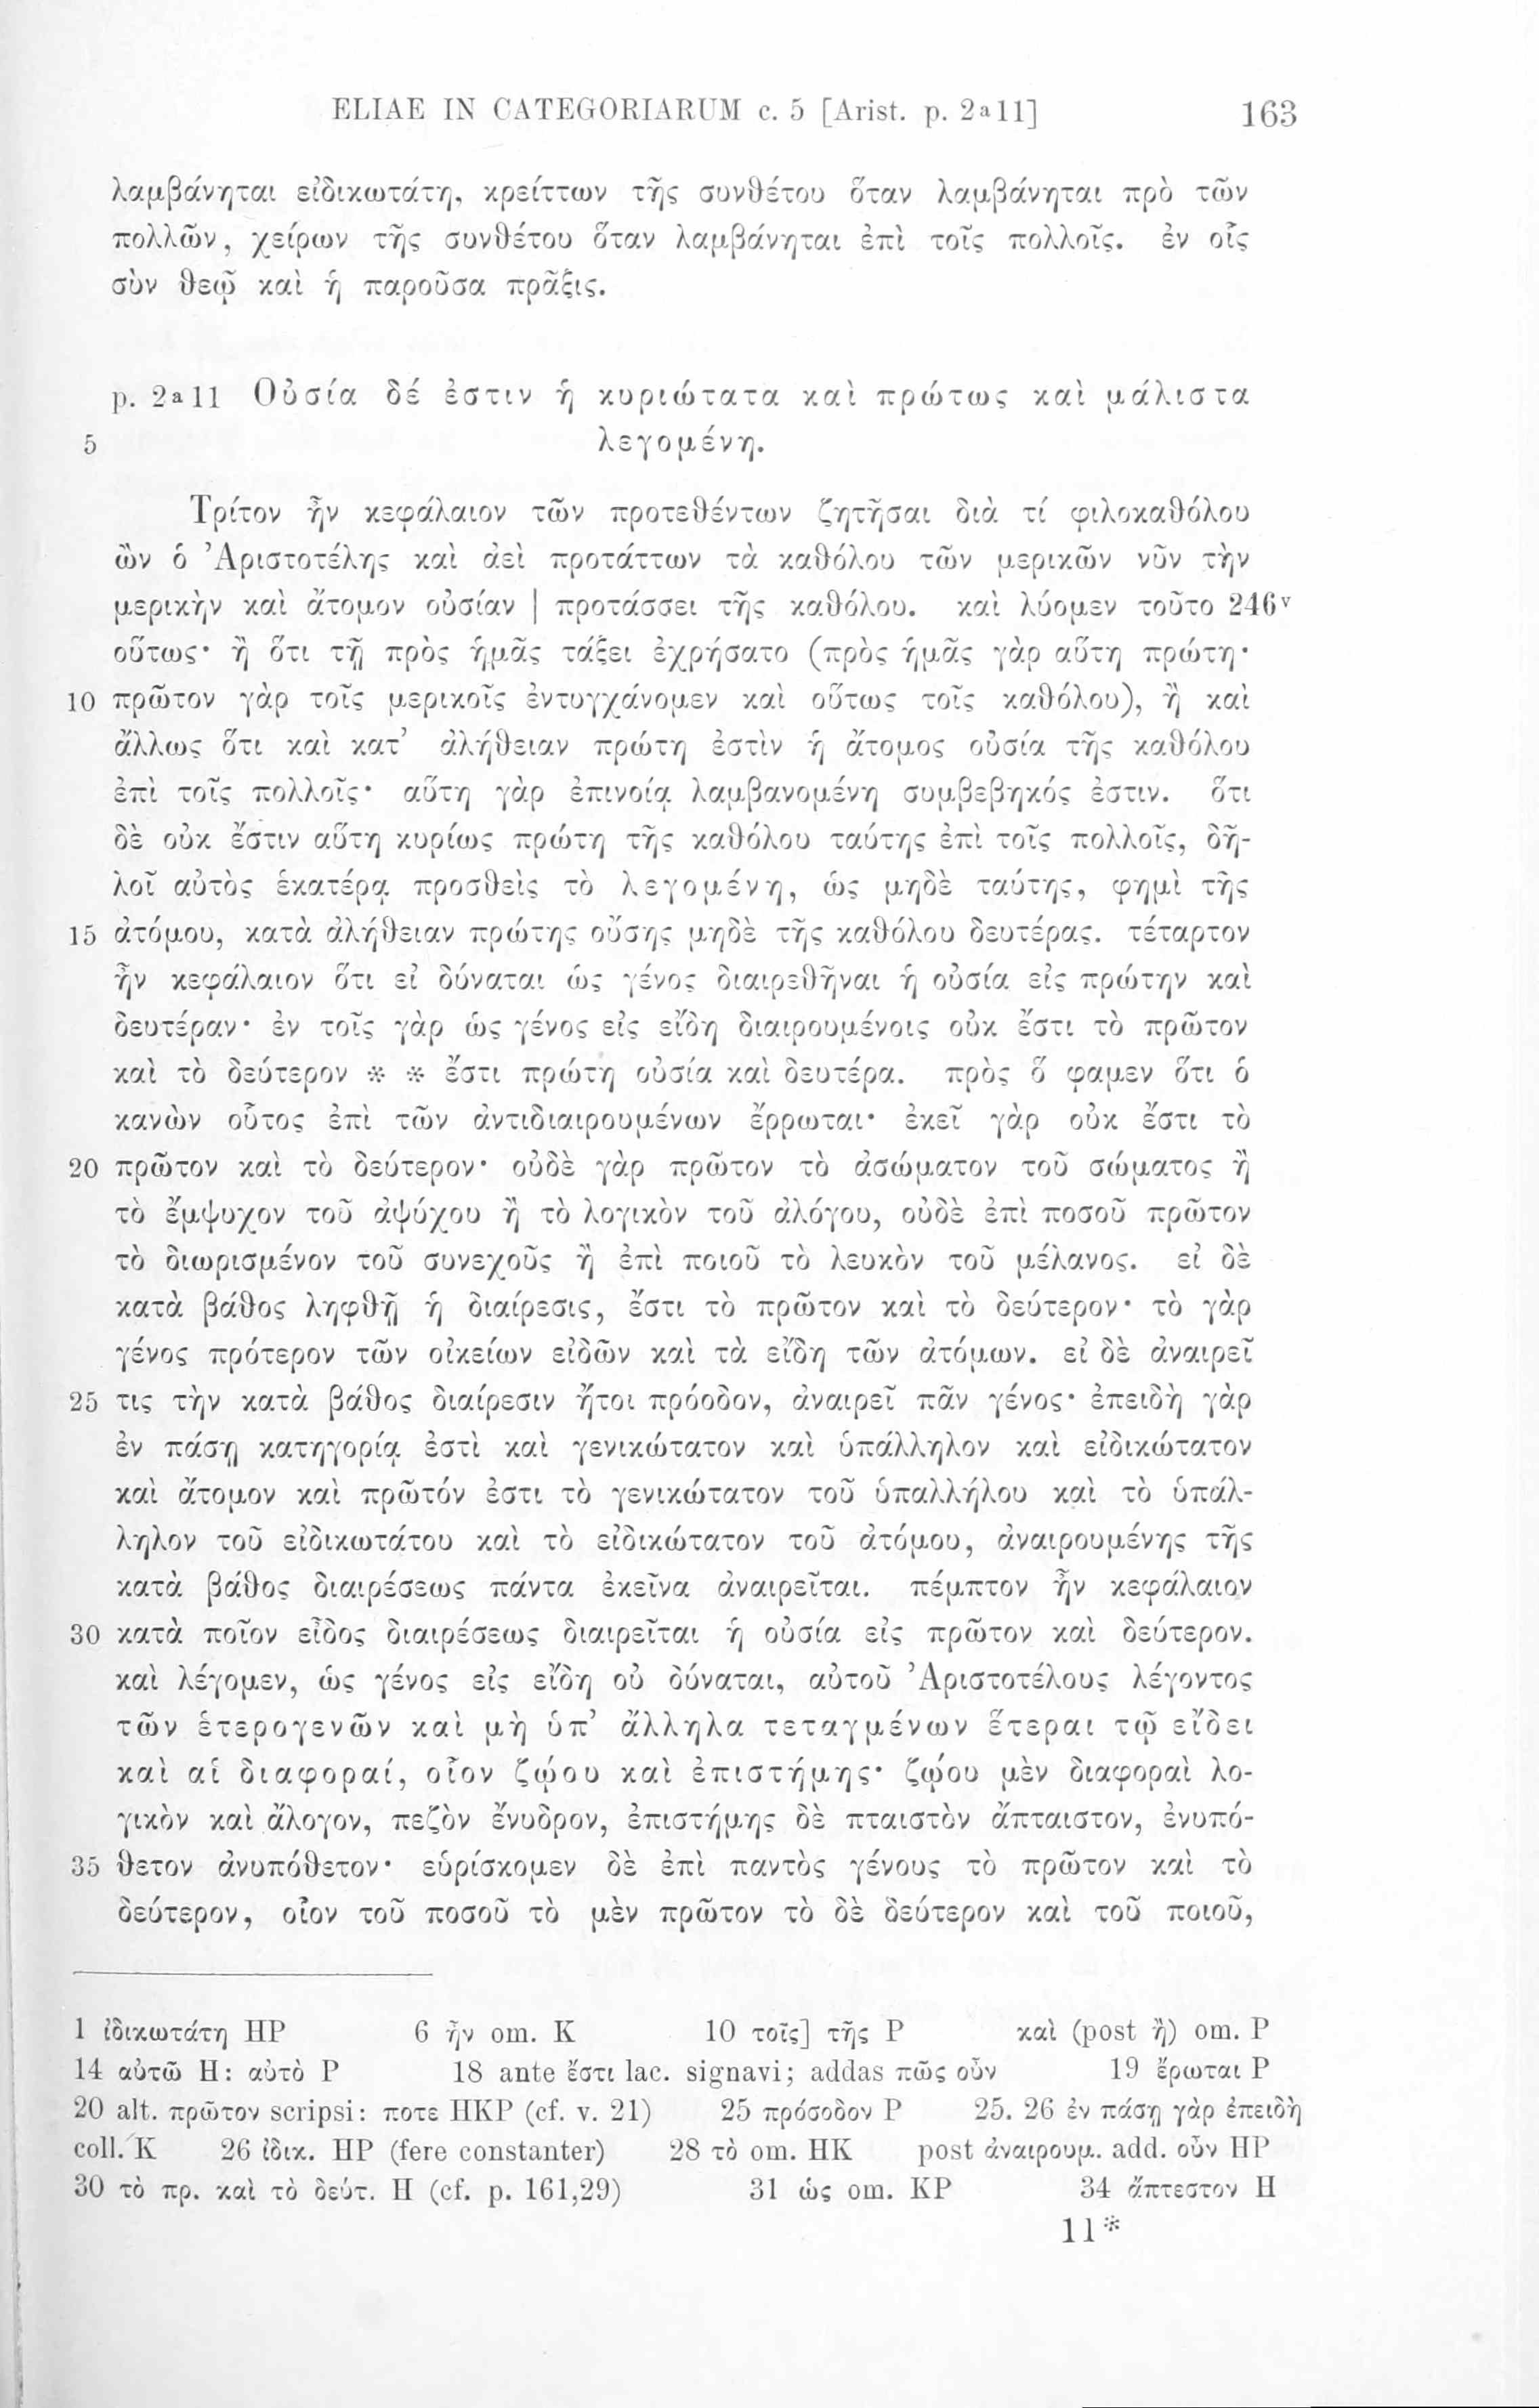 ELIAE IN CATEGORIARUM c. 5 [Arist. p. 2a11] 163
λαμβάνηται εἰδικωτάτη, κρείττων τῆς συνθέτου ὅταν λαμβάνηται πρὸ τῶν
πολλῶν, χείρων τῆς συνθέτου ὅταν λαμβάνηται ἐπὶ τοῖς πολλοῖς. ἐν οἷς
σὺν θεῷ καὶ ἡ παροῦσα πρᾶξις.
p. 2a11 Οὐσία δέ ἐστιν ἡ κυριώτατα καὶ πρώτως καὶ μάλιστα
5 λεγομένη.
Τρίτον ἦν κεφάλαιον τῶν προτεθέντων ζητῆσαι διὰ τί φιλοκαθόλου
ὢν ὁ Ἀριστοτέλης καὶ ἀεὶ προτάττων τὰ καθόλου τῶν μερικῶν νῦν τὴν
μερικὴν καὶ ἄτομον οὐσίαν | προτάσσει τῆς καθόλου. καὶ λύομεν τοῦτο 246v
οὕτως· ἢ ὅτι τῇ πρὸς ἡμᾶς τάξει ἐχρήσατο (πρὸς ἡμᾶς γὰρ αὕτη πρώτη·
10 πρῶτον γὰρ τοῖς μερικοῖς ἐντυγχάνομεν καὶ οὕτως τοῖς καθόλου), ἢ καὶ
ἄλλως ὅτι καὶ κατ’ ἀλήθειαν πρώτη ἐστὶν ἡ ἄτομος οὐσία τῆς καθόλου
ἐπὶ τοῖς πολλοῖς· αὕτη γὰρ ἐπινοίᾳ λαμβανομένη συμβεβηκός ἐστιν. ὅτι
δὲ οὐκ ἔστιν αὕτη κυρίως πρώτη τῆς καθόλου ταύτης ἐπὶ τοῖς πολλοῖς, δη-
λοῖ αὐτὸς ἑκατέρᾳ προσθεὶς τὸ λεγομένη, ὡς μηδὲ ταύτης, φημὶ τῆς
15 ἀτόμου, κατὰ ἀλήθειαν πρώτης οὔσης μηδὲ τῆς καθόλου δευτέρας. τέταρτον
ἦν κεφάλαιον ὅτι εἰ δύναται ὡς γένος διαιρεθῆναι ἡ οὐσία εἰς πρώτην καὶ
δευτέραν· ἐν τοῖς γὰρ ὡς γένος εἰς εἴδη διαιρουμένοις οὐκ ἔστι τὸ πρῶτον
καὶ τὸ δεύτερον * * ἔστι πρώτη οὐσία καὶ δευτέρα. πρὸς ὅ φαμεν ὅτι ὁ
κανὼν οὗτος ἐπὶ τῶν ἀντιδιαιρουμένων ἔρρωται· ἐκεῖ γὰρ οὐκ ἔστι τὸ
20 πρῶτον καὶ τὸ δεύτερον· οὐδὲ γὰρ πρῶτον τὸ ἀσώματον τοῦ σώματος ἢ
τὸ ἔμψυχον τοῦ ἀψύχου ἢ τὸ λογικὸν τοῦ ἀλόγου, οὐδὲ ἐπὶ ποσοῦ πρῶτον
τὸ διωρισμένον τοῦ συνεχοῦς ἢ ἐπὶ ποιοῦ τὸ λευκὸν τοῦ μέλανος. εἰ δὲ
κατὰ βάθος ληφθῇ ἡ διαίρεσις, ἔστι τὸ πρῶτον καὶ τὸ δεύτερον· τὸ γὰρ
γένος πρότερον τῶν οἰκείων εἰδῶν καὶ τὰ εἴδη τῶν ἀτόμων. εἰ δὲ ἀναιρεῖ
25 τις τὴν κατὰ βάθος διαίρεσιν ἤτοι πρόοδον, ἀναιρεῖ πᾶν γένος· ἐπειδὴ γὰρ
ἐν πάσῃ κατηγορίᾳ ἐστὶ καὶ γενικώτατον καὶ ὑπάλληλον καὶ εἰδικώτατον
καὶ ἄτομον καὶ πρῶτόν ἐστι τὸ γενικώτατον τοῦ ὑπαλλήλου καὶ τὸ ὑπάλ-
ληλον τοῦ εἰδικωτάτου καὶ τὸ εἰδικώτατον τοῦ ἀτόμου, ἀναιρουμένης τῆς
κατὰ βάθος διαιρέσεως πάντα ἐκεῖνα ἀναιρεῖται. πέμπτον ἦν κεφάλαιον
30 κατὰ ποῖον εἶδος διαιρέσεως διαιρεῖται ἡ οὐσία εἰς πρῶτον καὶ δεύτερον.
καὶ λέγομεν, ὡς γένος εἰς εἴδη οὐ δύναται, αὐτοῦ Ἀριστοτέλους λέγοντος
τῶν ἑτερογενῶν καὶ μὴ ὑπ’ ἄλληλα τεταγμένων ἕτεραι τῷ εἴδει
καὶ αἱ διαφοραί, οἷον ζῴου καὶ ἐπιστήμης· ζῴου μὲν διαφοραὶ λο-
γικὸν καὶ ἄλογον, πεζὸν ἔνυδρον, ἐπιστήμης δὲ πταιστὸν ἄπταιστον, ἐνυπό-
35 θετον ἀνυπόθετον· εὑρίσκομεν δὲ ἐπὶ παντὸς γένους τὸ πρῶτον καὶ τὸ
δεύτερον, οἷον τοῦ ποσοῦ τὸ μὲν πρῶτον τὸ δὲ δεύτερον καὶ τοῦ ποιοῦ,
1 ἰδικωτάτη HP 6 ἦν om. K 10 τοῖς] τῆς P καὶ (post ἢ) om. P
14 αὐτῶ H: αὐτὸ P 18 ante ἔστι lac. signavi; addas πῶς οὖν 19 ἔρωται P
20 alt. πρῶτον scripsi: ποτε HKP (cf. v. 21) 25 πρόσοδον P 25. 26 ἐν πάσῃ γὰρ ἐπειδὴ
coll. K 26 ἰδικ. HP (fere constanter) 28 τὸ om. HK post ἀναιρουμ. add. οὖν HP
30 τὸ πρ. καὶ τὸ δεύτ. H (cf. p. 161,29) 31 ὡς om. KP 34 ἄπτεστον H
11*